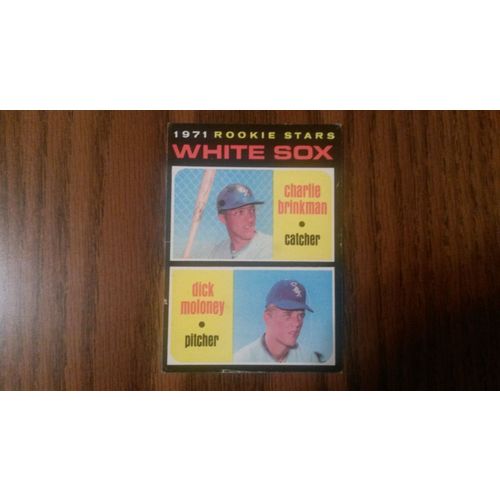 1971 ROOKIE STARS
WHITE SOX
charlie
brinkman
•
catcher
dick
moloney
•
pitcher